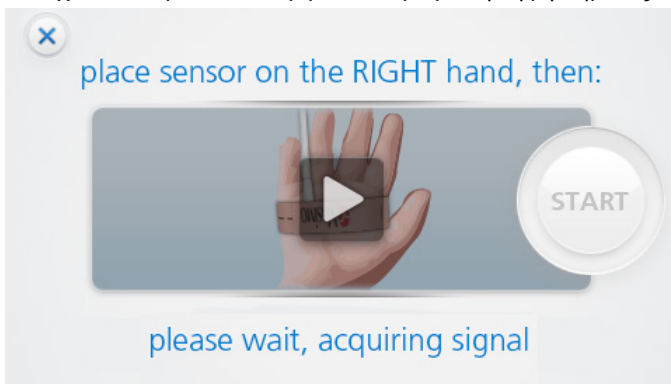 place sensor on the RIGHT hand, then:
START
please wait, acquiring signal